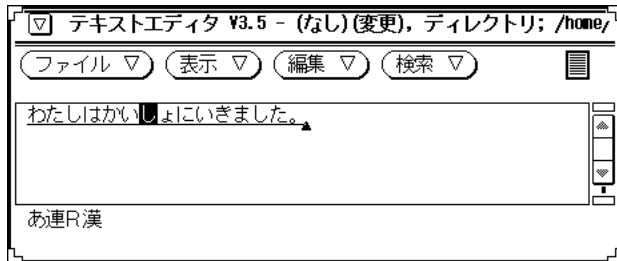 テキストエディタ V3.5 - (なし)(変更), ディレクトリ; /home/
ファイル ▽ 表示 ▽ 編集 ▽ 検索 ▽
わたしはかいしょにいきました。
あ連R漢